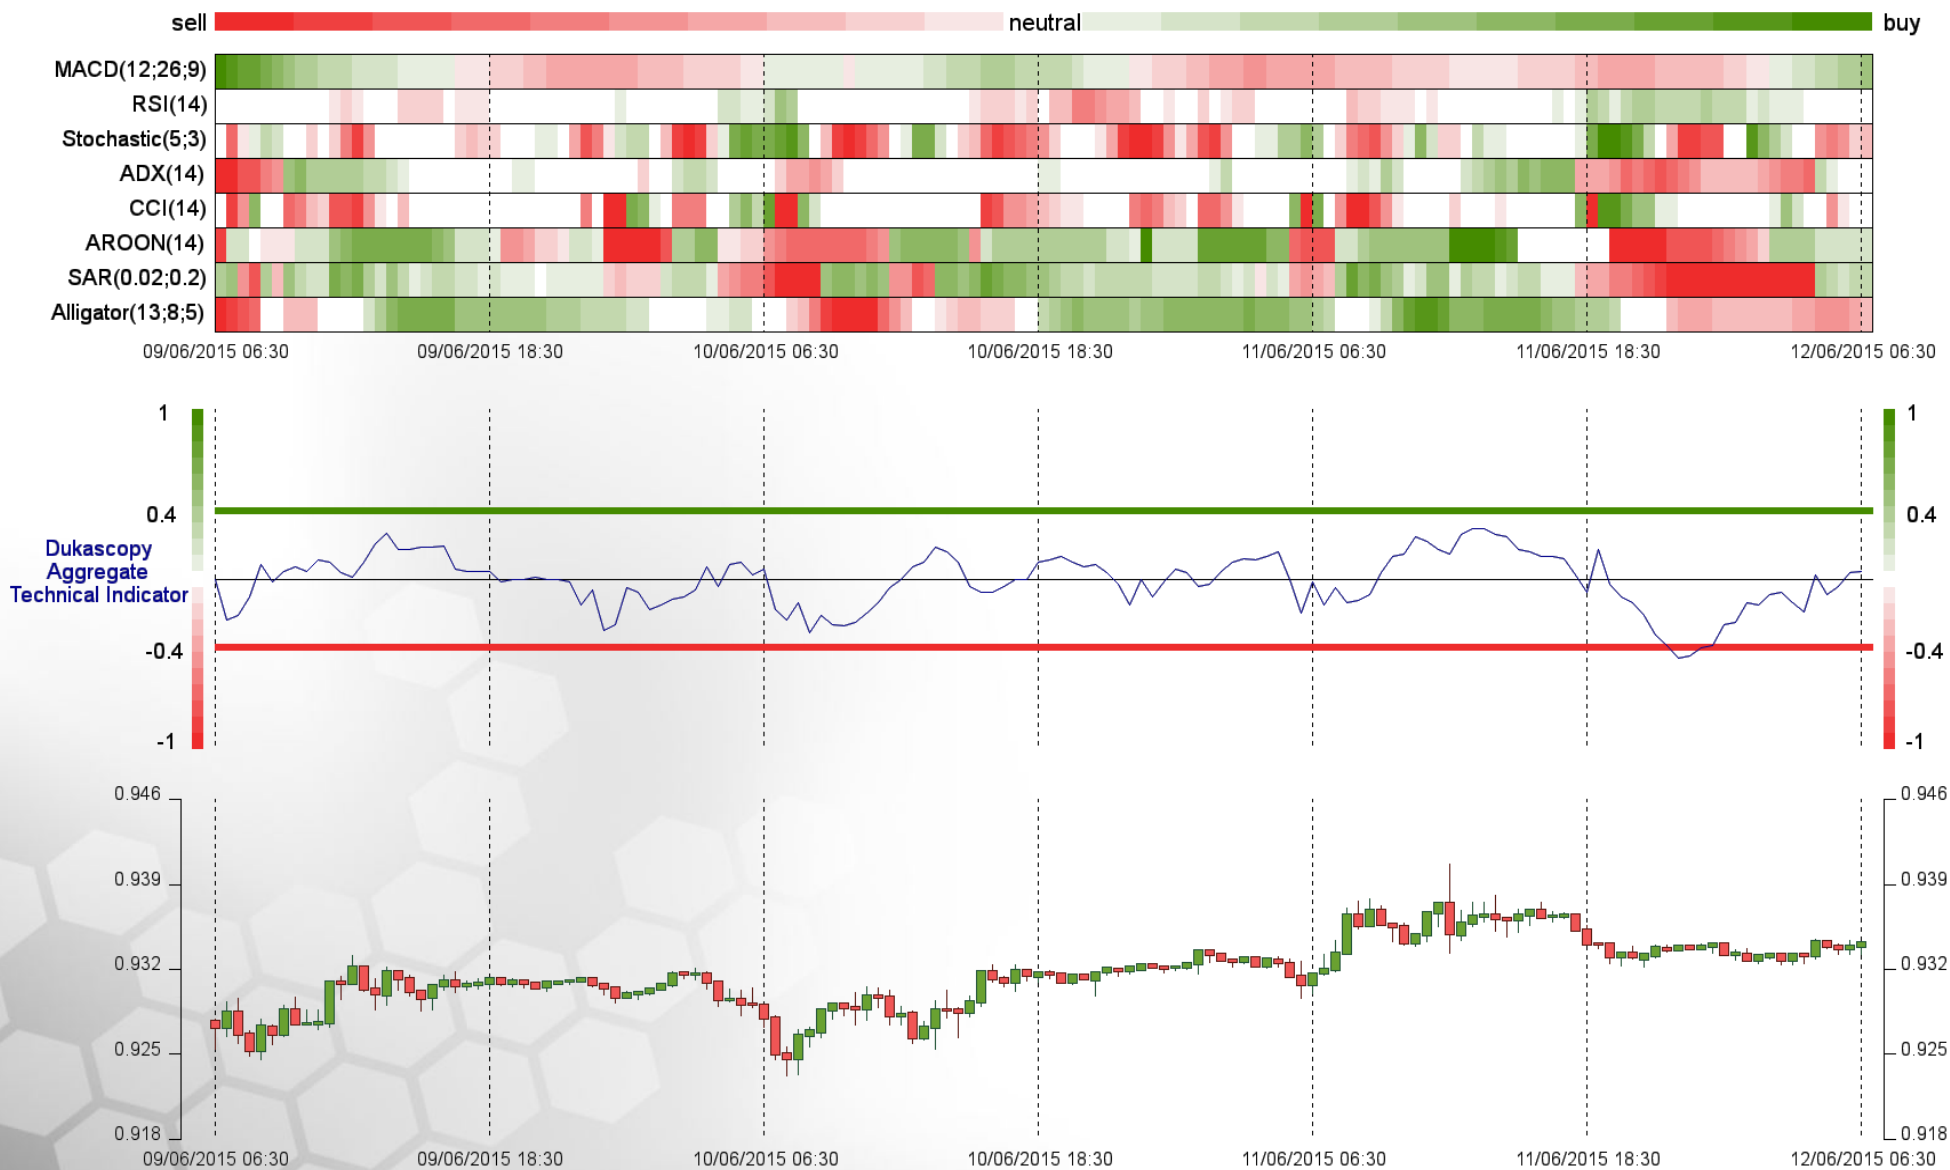 sell neutral buy
MACD(12;26;9)
RSI(14)
Stochastic(5;3)
ADX(14)
CCI(14)
AROON(14)
SAR(0.02;0.2)
Alligator(13;8;5)
09/06/2015 06:30 09/06/2015 18:30 10/06/2015 06:30 10/06/2015 18:30 11/06/2015 06:30 11/06/2015 18:30 12/06/2015 06:30
1 1
0.4 0.4
Dukascopy
Aggregate
Technical Indicator
-0.4 -0.4
-1 -1
0.946 0.946
0.939 0.939
0.932 0.932
0.925 0.925
0.918 0.918
09/06/2015 06:30 09/06/2015 18:30 10/06/2015 06:30 10/06/2015 18:30 11/06/2015 06:30 11/06/2015 18:30 12/06/2015 06:30